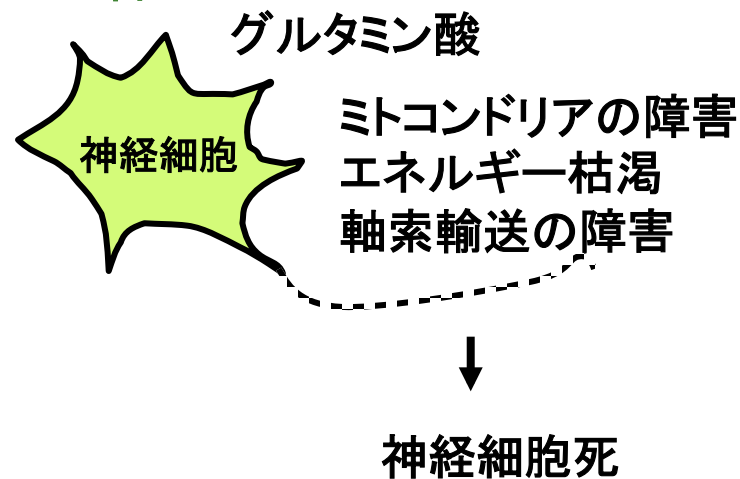 グルタミン酸
神経細胞
ミトコンドリアの障害
エネルギー枯渇
軸索輸送の障害
神経細胞死